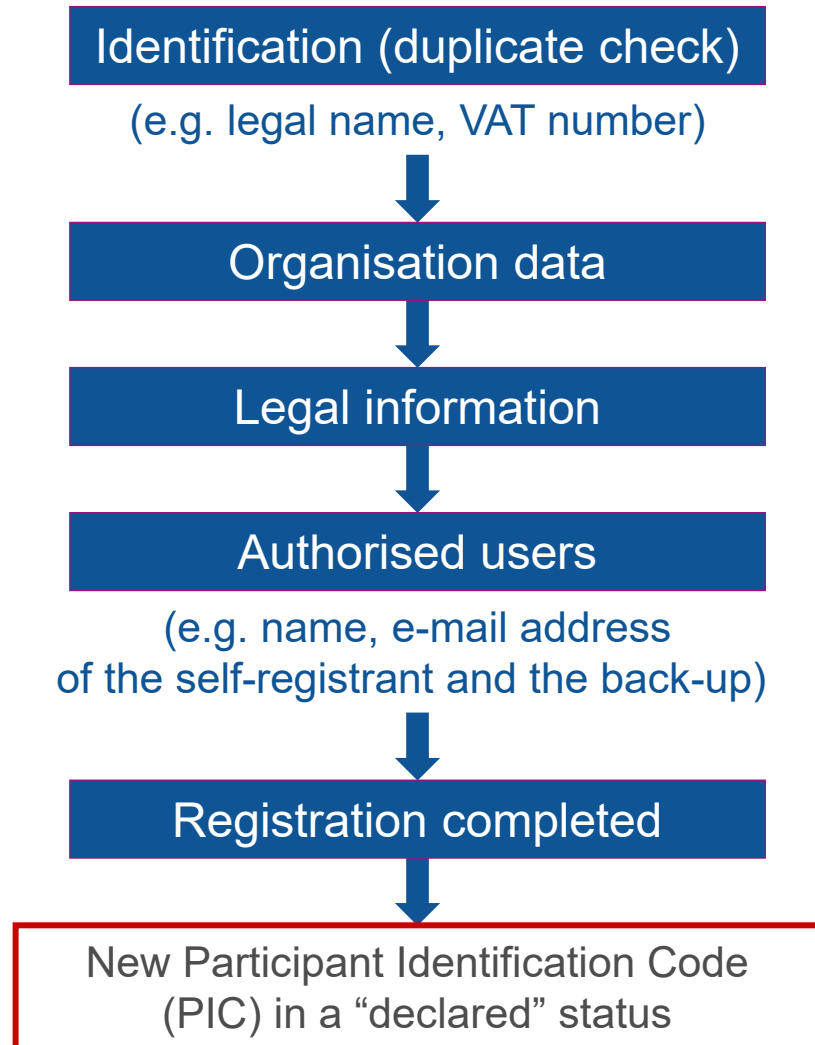 Identification (duplicate check)
(e.g. legal name, VAT number)
Organisation data
Legal information
Authorised users
(e.g. name, e-mail address
of the self-registrant and the back-up)
Registration completed
New Participant Identification Code
(PIC) in a “declared” status